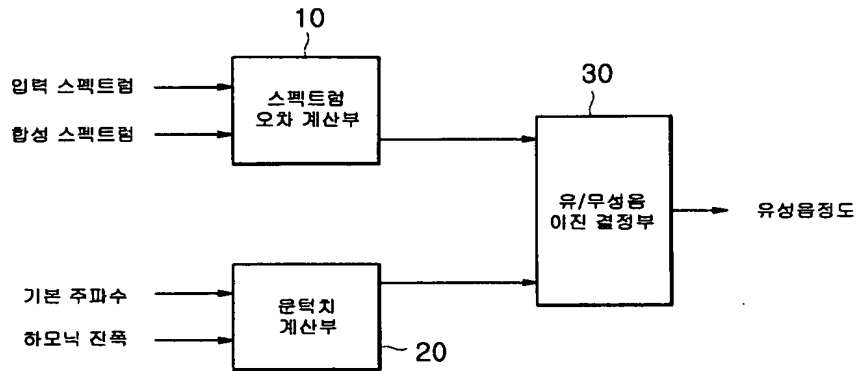 10
입력 스펙트럼
합성 스펙트럼
스펙트럼
오차 계산부
30
유/무성음
이진 결정부
유성음정도
기본 주파수
하모닉 진폭
문턱치
계산부
20